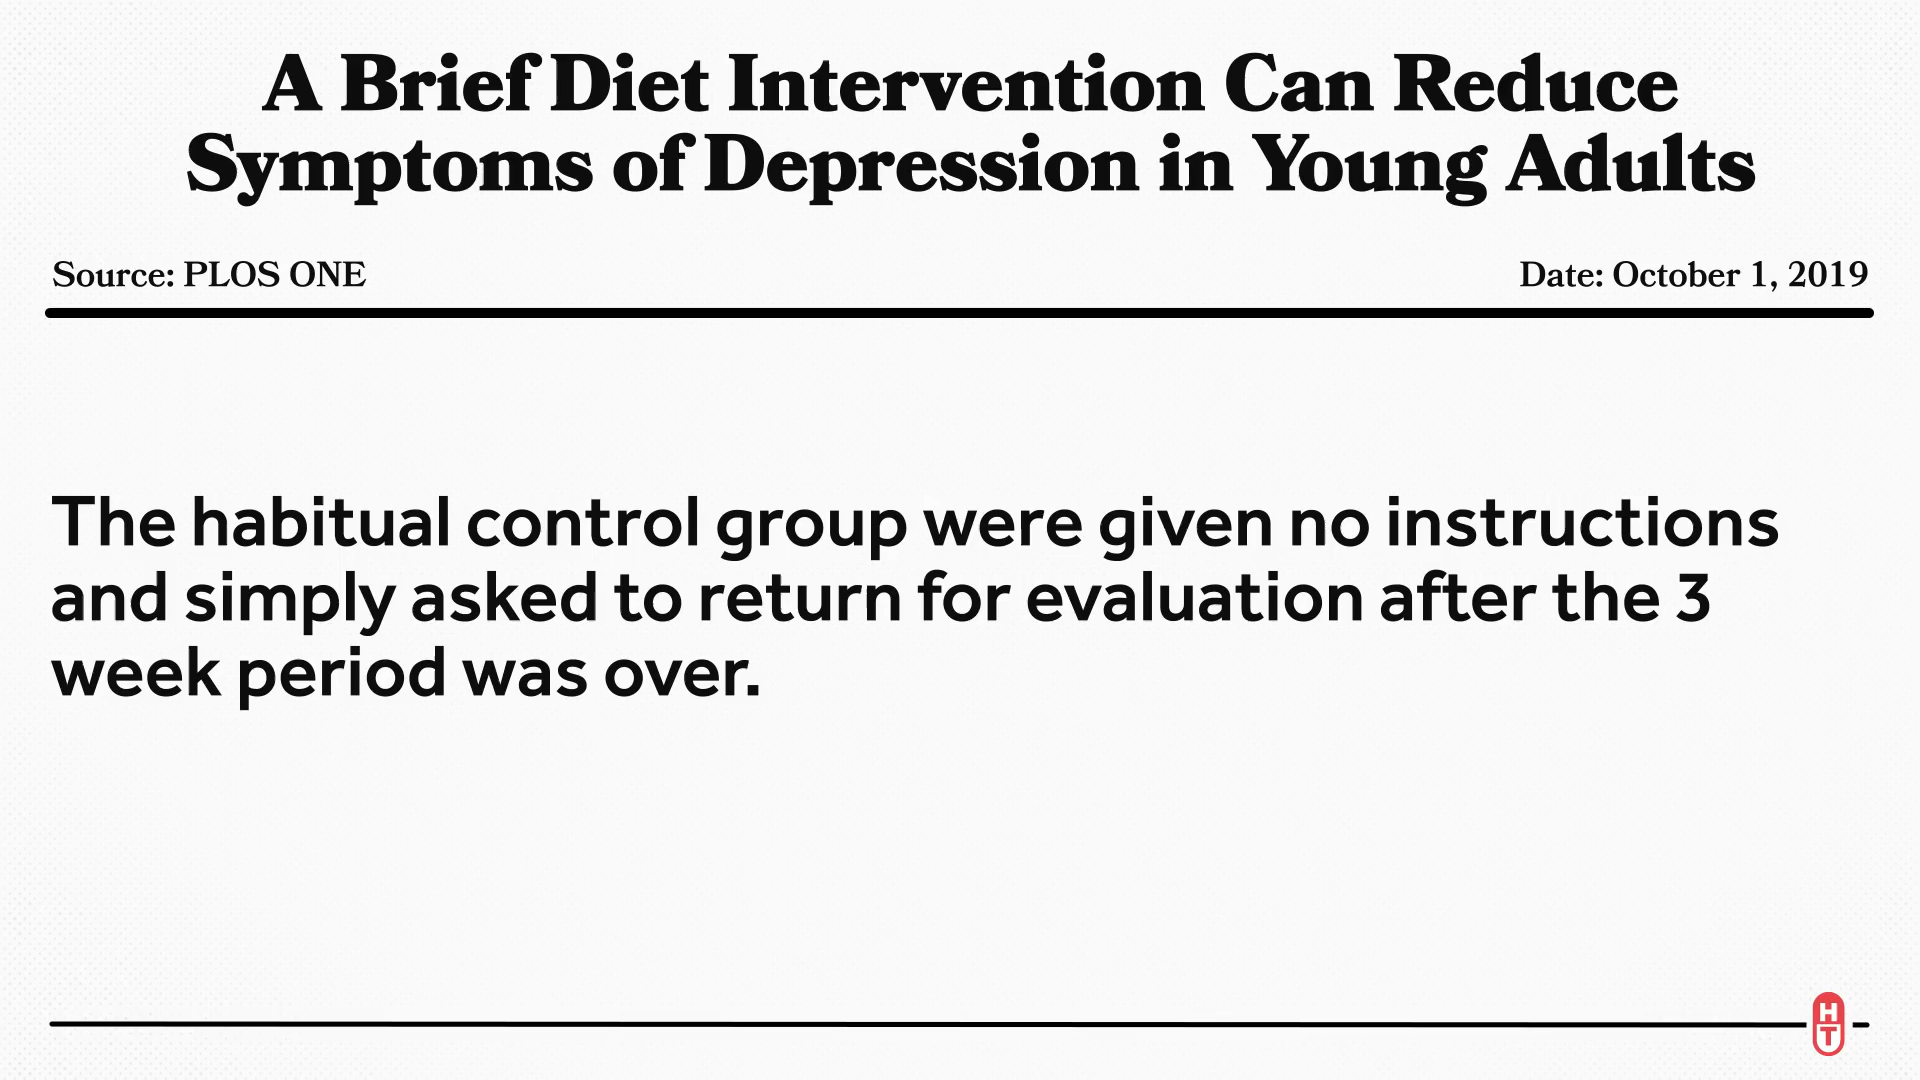 A Brief Diet Intervention Can Reduce
Symptoms of Depression in Young Adults
Source: PLOS ONE
Date: October 1, 2019
The habitual control group were given no instructions
and simply asked to return for evaluation after the 3
week period was over.
H
T